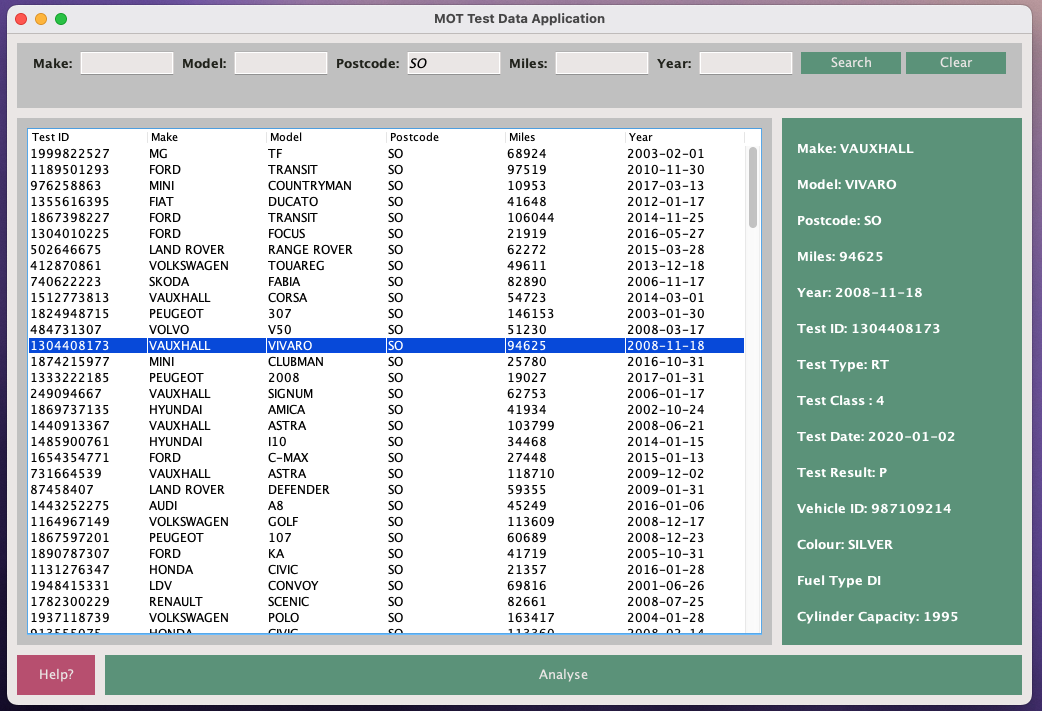 MOT Test Data Application
Make: Model: Postcode: SO Miles: Year: Search Clear
Test ID Make Model Postcode Miles Year
1999822527 MG TF SO 68924 2003-02-01
1189501293 FORD TRANSIT SO 97519 2010-11-30
976258863 MINI COUNTRYMAN SO 10953 2017-03-13
1355616395 FIAT DUCATO SO 41648 2012-01-17
1867398227 FORD TRANSIT SO 106044 2014-11-25
1304010225 FORD FOCUS SO 21919 2016-05-27
502646675 LAND ROVER RANGE ROVER SO 62272 2015-03-28
412870861 VOLKSWAGEN TOUAREG SO 49611 2013-12-18
740622223 SKODA FABIA SO 82890 2006-11-17
1512773813 VAUXHALL CORSA SO 54723 2014-03-01
1824948715 PEUGEOT 307 SO 146153 2003-01-30
484731307 VOLVO V50 SO 51230 2008-03-17
1304408173 VAUXHALL VIVARO SO 94625 2008-11-18
1874215977 MINI CLUBMAN SO 25780 2016-10-31
1333222185 PEUGEOT 2008 SO 19027 2017-01-31
249094667 VAUXHALL SIGNUM SO 62753 2006-01-17
1869737135 HYUNDAI AMICA SO 41934 2002-10-24
1440913367 VAUXHALL ASTRA SO 103799 2008-06-21
1485900761 HYUNDAI I10 SO 34468 2014-01-15
1654354771 FORD C-MAX SO 27448 2015-01-13
731664539 VAUXHALL ASTRA SO 118710 2009-12-02
87458407 LAND ROVER DEFENDER SO 59355 2009-01-31
1443252275 AUDI A8 SO 45249 2016-01-06
1164967149 VOLKSWAGEN GOLF SO 113609 2008-12-17
1867597201 PEUGEOT 107 SO 60689 2008-12-23
1890787307 FORD KA SO 41719 2005-10-31
1131276347 HONDA CIVIC SO 21357 2016-01-28
1948415331 LDV CONVOY SO 69816 2001-06-26
1782300229 RENAULT SCENIC SO 82661 2008-07-25
1937118739 VOLKSWAGEN POLO SO 163417 2004-01-28
HONDA CIVIC SO
Make: VAUXHALL
Model: VIVARO
Postcode: SO
Miles: 94625
Year: 2008-11-18
Test ID: 1304408173
Test Type: RT
Test Class : 4
Test Date: 2020-01-02
Test Result: P
Vehicle ID: 987109214
Colour: SILVER
Fuel Type DI
Cylinder Capacity: 1995
Help? Analyse